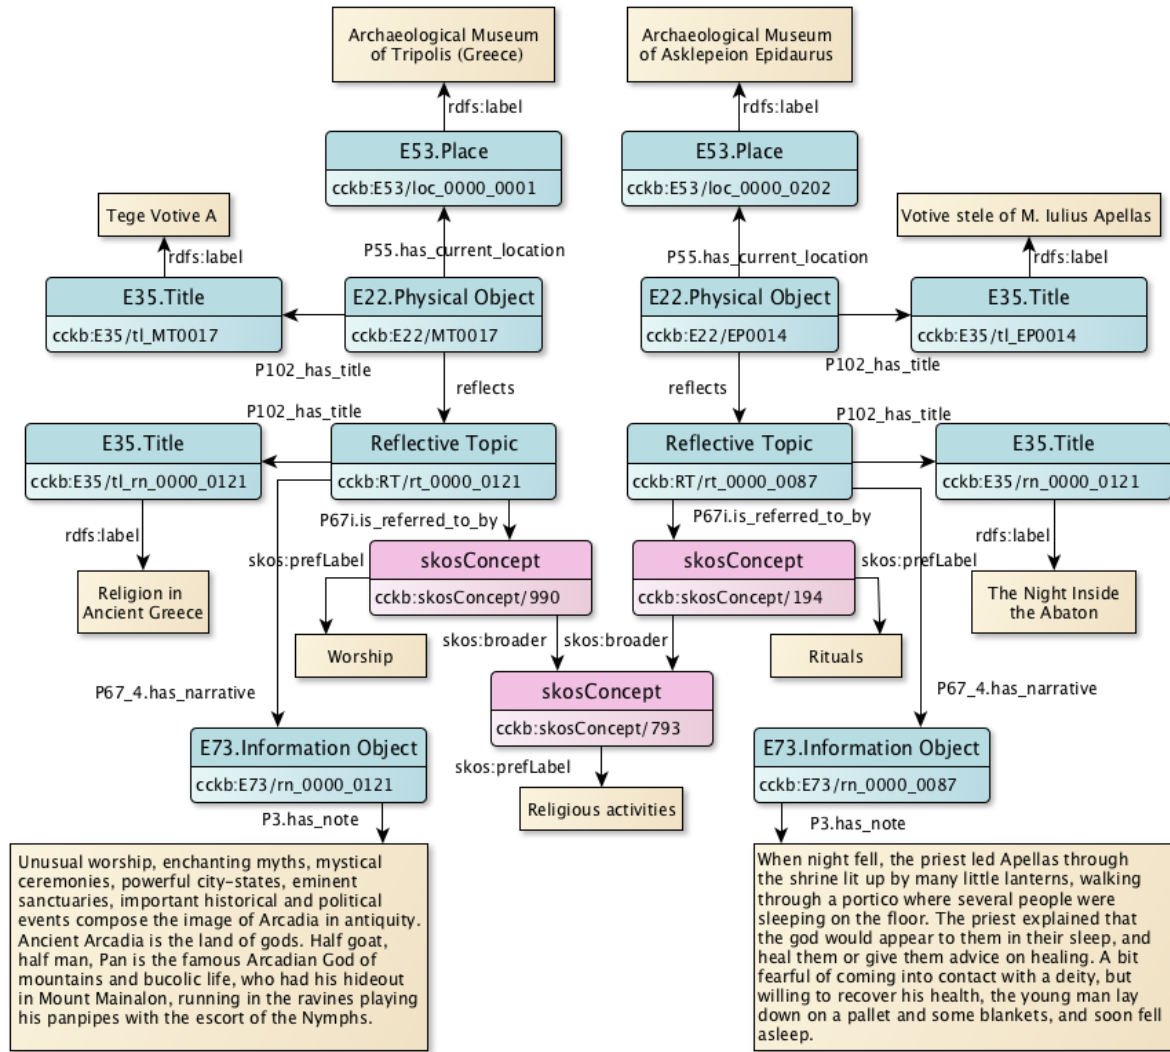 Archaeological Museum
of Tripolis (Greece)
Archaeological Museum
of Asklepeion Epidaurus
rdfs:label
rdfs:label
E53.Place
cckb:E53/loc_0000_0001
E53.Place
cckb:E53/loc_0000_0202
Tege Votive A
Votive stele of M. Iulius Apellas
rdfs:label
P55.has_current_location
P55.has_current_location
rdfs:label
E35.Title
cckb:E35/tl_MT0017
E22.Physical Object
cckb:E22/MT0017
E22.Physical Object
cckb:E22/EP0014
E35.Title
cckb:E35/tl_EP0014
P102_has_title
P102_has_title
reflects
reflects
P102_has_title
P102_has_title
E35.Title
cckb:E35/tl_rn_0000_0121
Reflective Topic
cckb:RT/rt_0000_0121
Reflective Topic
cckb:RT/rt_0000_0087
E35.Title
cckb:E35/rn_0000_0121
P67i.is_referred_to_by
P67i.is_referred_to_by
rdfs:label
rdfs:label
skos:prefLabel
skosConcept
cckb:skosConcept/990
skosConcept
cckb:skosConcept/194
skos:prefLabel
Religion in
Ancient Greece
The Night Inside
the Abaton
Worship
skos:broader
skos:broader
Rituals
P67_4.has_narrative
skosConcept
cckb:skosConcept/793
P67_4.has_narrative
E73.Information Object
cckb:E73/rn_0000_0121
skos:prefLabel
E73.Information Object
cckb:E73/rn_0000_0087
Religious activities
P3.has_note
P3.has_note
Unusual worship, enchanting myths, mystical
ceremonies, powerful city-states, eminent
sanctuaries, important historical and political
events compose the image of Arcadia in antiquity.
Ancient Arcadia is the land of gods. Half goat,
half man, Pan is the famous Arcadian God of
mountains and bucolic life, who had his hideout
in Mount Mainalon, running in the ravines playing
his panpipes with the escort of the Nymphs.
When night fell, the priest led Apellas through
the shrine lit up by many little lanterns, walking
through a portico where several people were
sleeping on the floor. The priest explained that
the god would appear to them in their sleep, and
heal them or give them advice on healing. A bit
fearful of coming into contact with a deity, but
willing to recover his health, the young man lay
down on a pallet and some blankets, and soon fell
asleep.